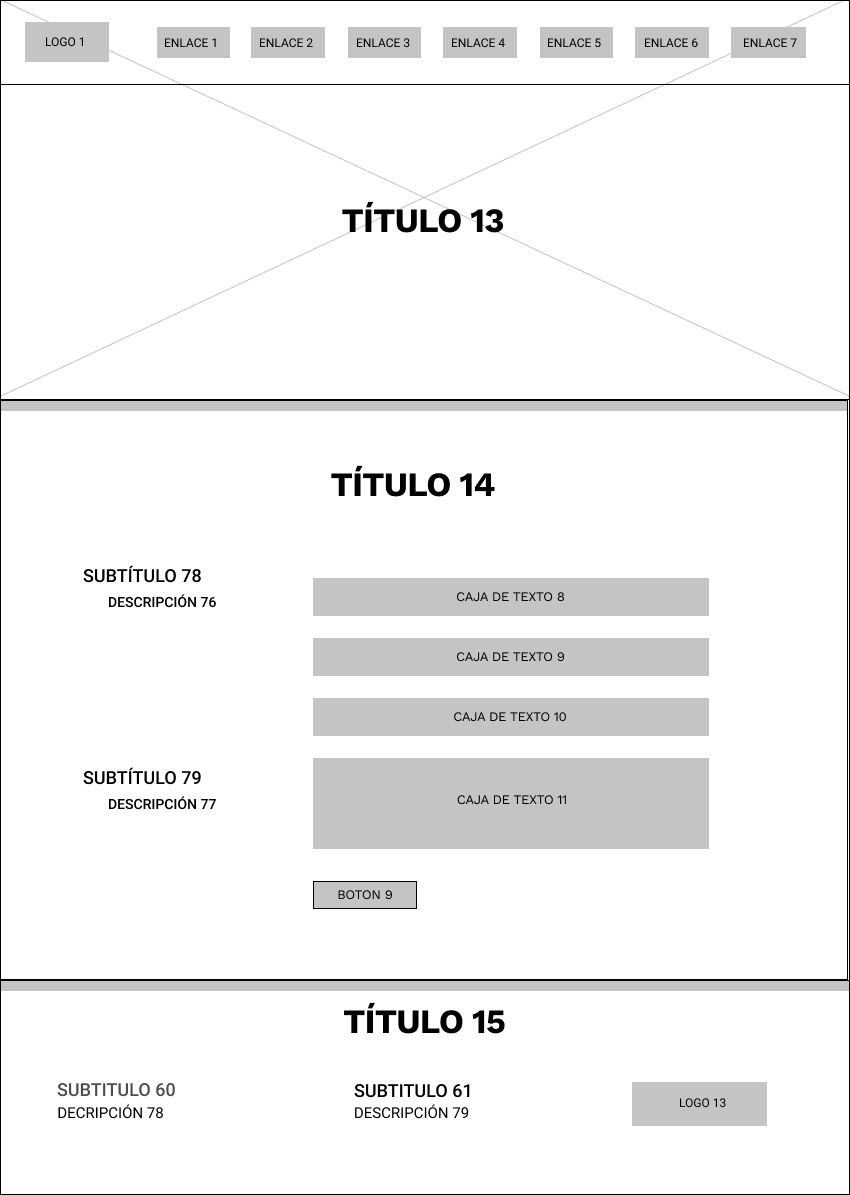 LOGO 1
ENLACE 1
ENLACE 2
ENLACE 3
ENLACE 4
ENLACE 5
ENLACE 6
ENLACE 7
TÍTULO 13
TÍTULO 14
SUBTÍTULO 78
DESCRIPCIÓN 76
CAJA DE TEXTO 8
CAJA DE TEXTO 9
CAJA DE TEXTO 10
SUBTÍTULO 79
DESCRIPCIÓN 77
CAJA DE TEXTO 11
BOTON 9
TÍTULO 15
SUBTITULO 60
DECRIPCIÓN 78
SUBTITULO 61
DESCRIPCIÓN 79
LOGO 13